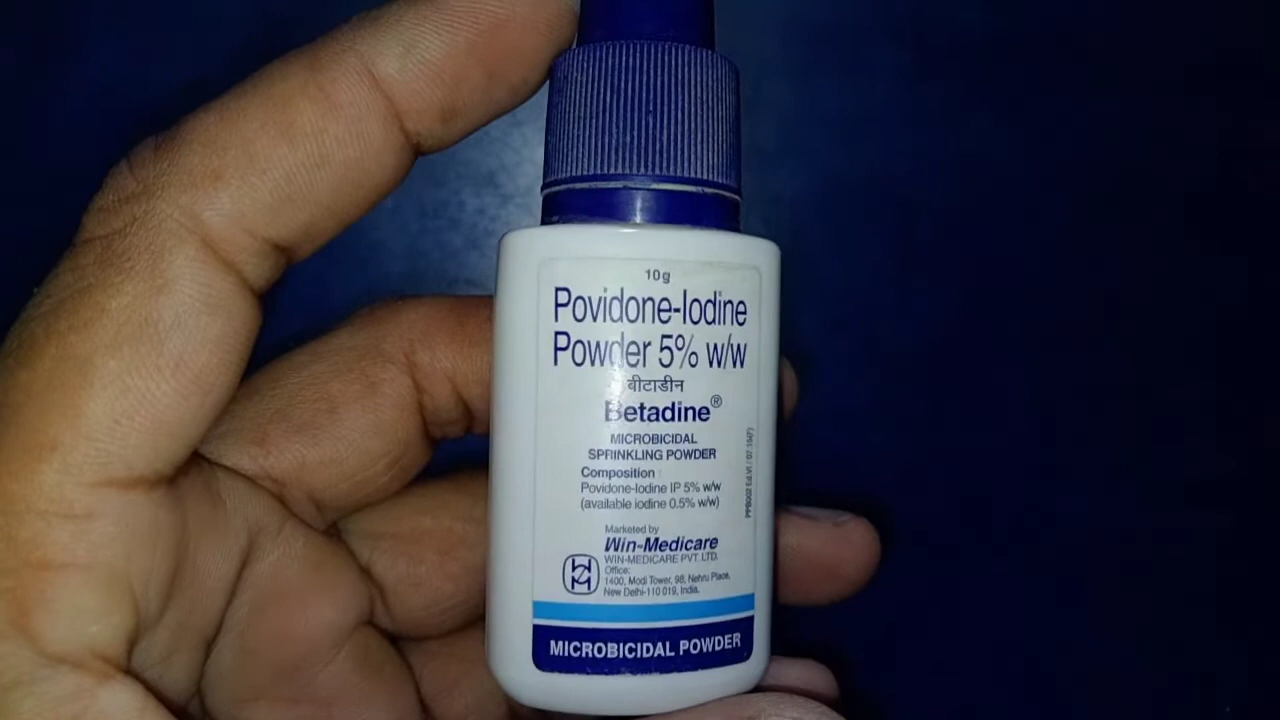 10g
Povidone-Iodine
Powder 5% w/w
बीटाडीन
Betadine®
MICROBICIDAL
SPRINKLING POWDER
Composition :
Povidone-Iodine IP 5% w/w
(available iodine 0.5% w/w)
Marketed by
Win-Medicare
WIN-MEDICARE PVT. LTD.
Office:
1400, Modi Tower, 98, Nehru Place,
New Delhi-110 019, India.
MICROBICIDAL POWDER